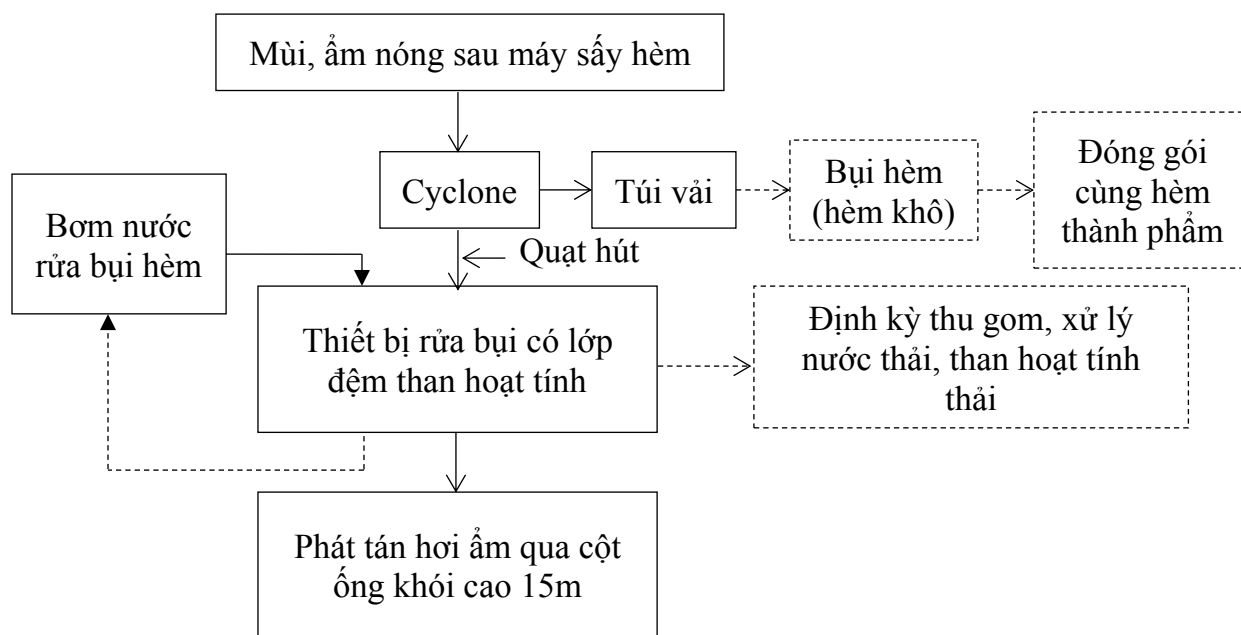 Mùi, ẩm nóng sau máy sấy hèm
Cyclone
Túi vải
Bụi hèm
(hèm khô)
Đóng gói
cùng hèm
thành phẩm
Bơm nước
rửa bụi hèm
Quạt hút
Thiết bị rửa bụi có lớp
đệm than hoạt tính
Định kỳ thu gom, xử lý
nước thải, than hoạt tính
thải
Phát tán hơi ẩm qua cột
ống khói cao 15m